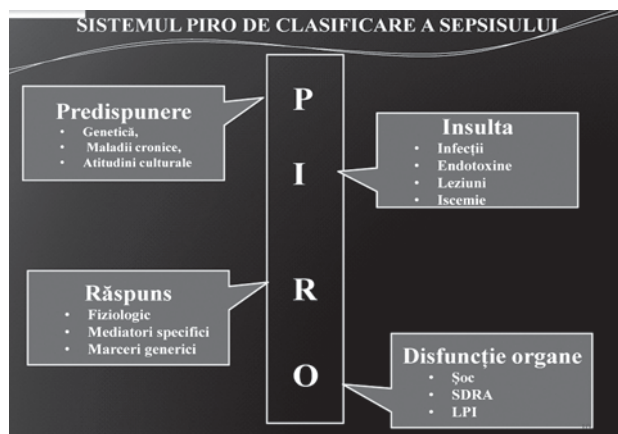 SISTEMUL PIRO DE CLASIFICARE A SEPSISULUI
P
Predispunere
• Genetică,
• Maladii cronice,
• Atitudini culturale
I
Insulta
• Infecții
• Endotoxine
• Leziuni
• Iscemie
R
Răspuns
• Fiziologic
• Mediatori specifici
• Marceri generici
O
Disfuncție organe
• Șoc
• SDRA
• LPI